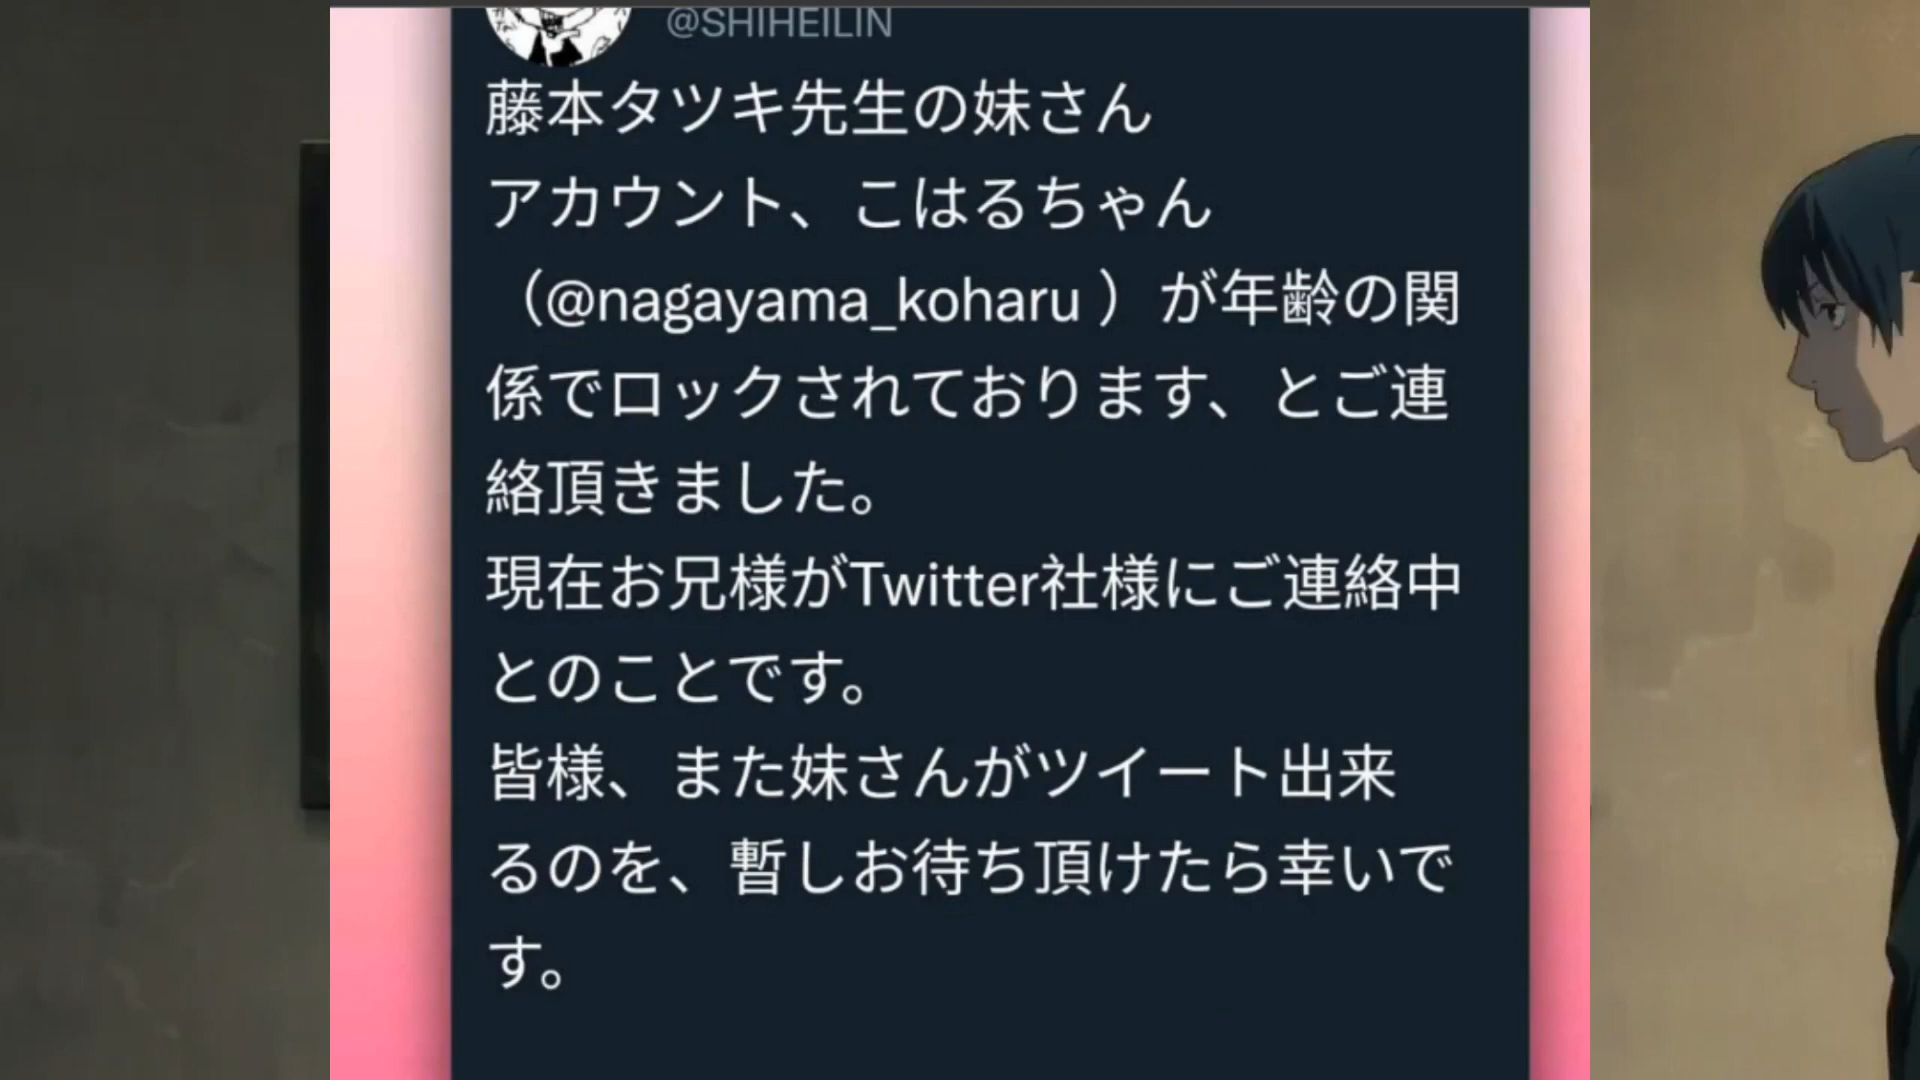 @SHIHEILIN
藤本タツキ先生の妹さん
アカウント、こはるちゃん
（@nagayama_koharu ）が年齢の関
係でロックされております、とご連
絡頂きました。
現在お兄様がTwitter社様にご連絡中
とのことです。
皆様、また妹さんがツイート出来
るのを、暫しお待ち頂けたら幸いで
す。